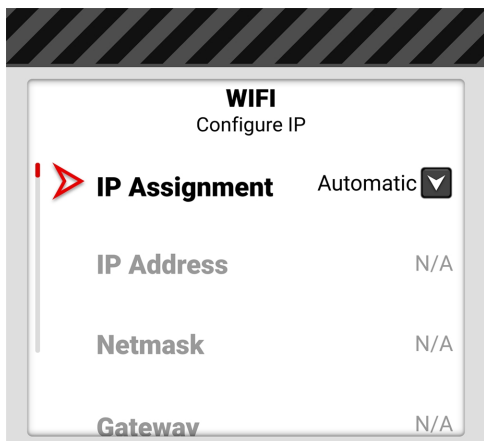 WIFI
Configure IP
IP Assignment Automatic
IP Address N/A
Netmask N/A
Gateway N/A